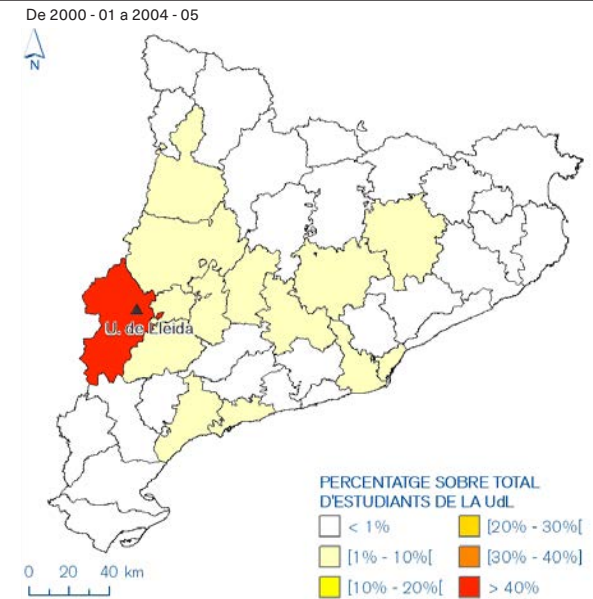 De 2000 - 01 a 2004 - 05
N
U. de Lleida
PERCENTATGE SOBRE TOTAL
D'ESTUDIANTS DE LA UdL
< 1%
[20% - 30%[
[1% - 10%[
[30% - 40%]
[10% - 20%[
> 40%
0 20 40 km